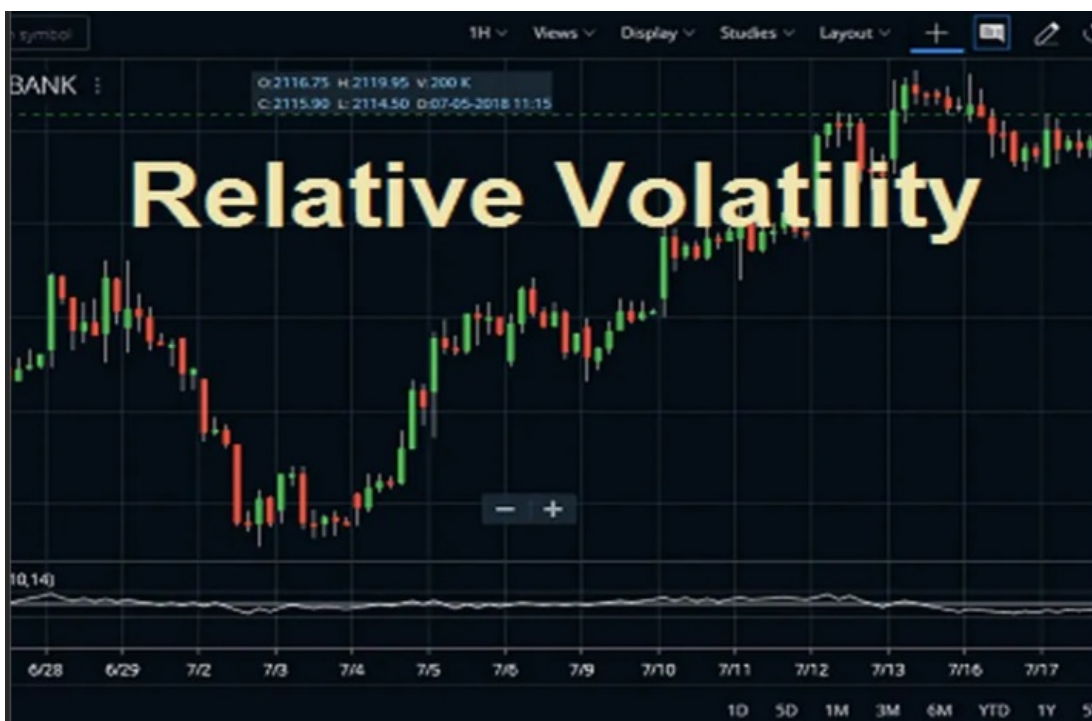 symbol 1H Views Display Studies Layout
BANK
O:2116.75 H:2119.95 V:200 K
C:2115.90 L:2114.50 D:07-05-2018 11:15
Relative Volatility
10,14)
6/28 6/29 7/2 7/3 7/4 7/5 7/6 7/9 7/10 7/11 7/12 7/13 7/16 7/17
1D 5D 1M 3M 6M YTD 1Y